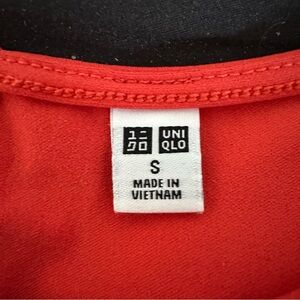 ユニ UNI
クロ QLO
S
MADE IN
VIETNAM